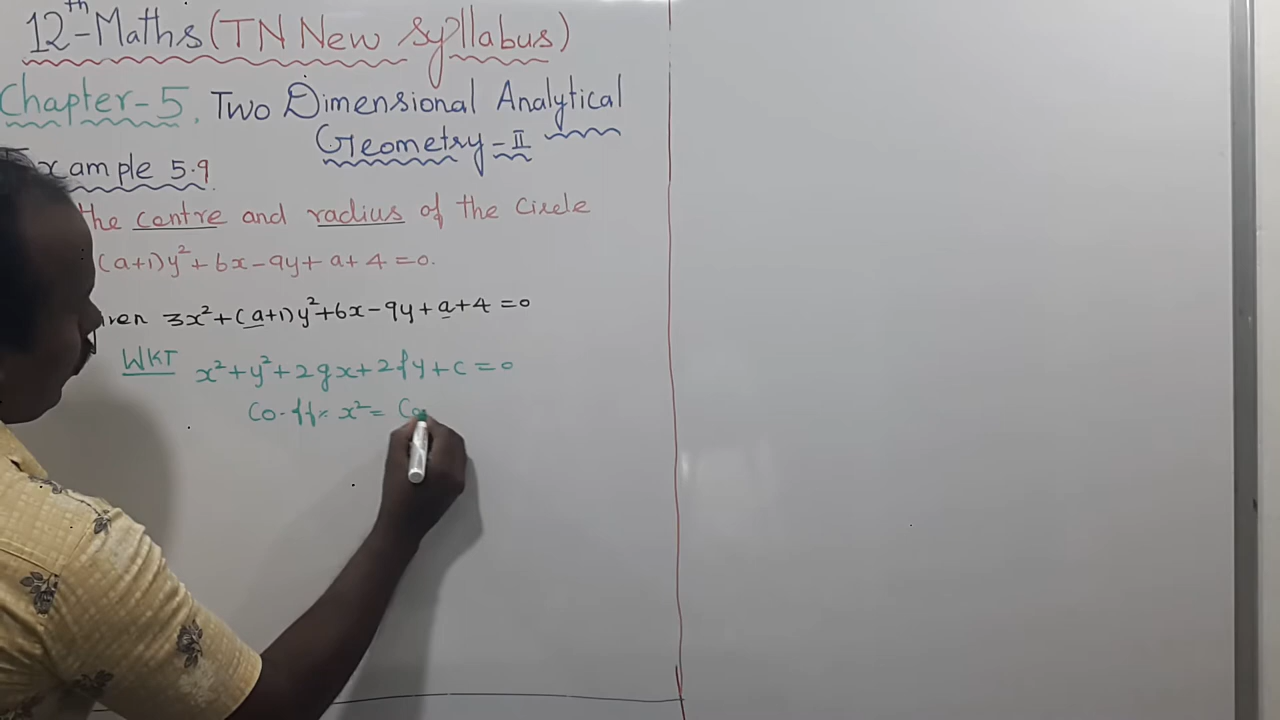 12th-Maths (TN New Syllabus)
Chapter-5. Two Dimensional Analytical
Geometry-II
Example 5.9
the centre and radius of the circle
(a+1)y²+6x-9y+a+4=0.
3x²+(a+1)y²+6x-9y+a+4=0
WKT x²+y²+2gx+2fy+c=0
Co-eff: x² = Co